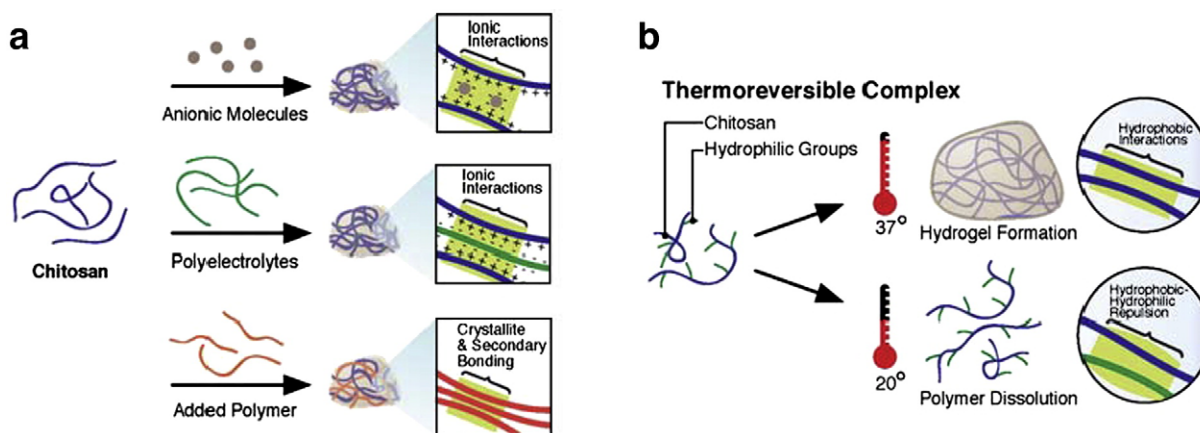 a
Ionic
Interactions
Anionic Molecules
Ionic
Interactions
Chitosan
Polyelectrolytes
Crystallite
& Secondary
Bonding
Added Polymer
b
Thermoreversible Complex
Chitosan
Hydrophilic Groups
Hydrophobic
Interactions
37°
Hydrogel Formation
Hydrophobic-
Hydrophilic
Repulsion
20°
Polymer Dissolution